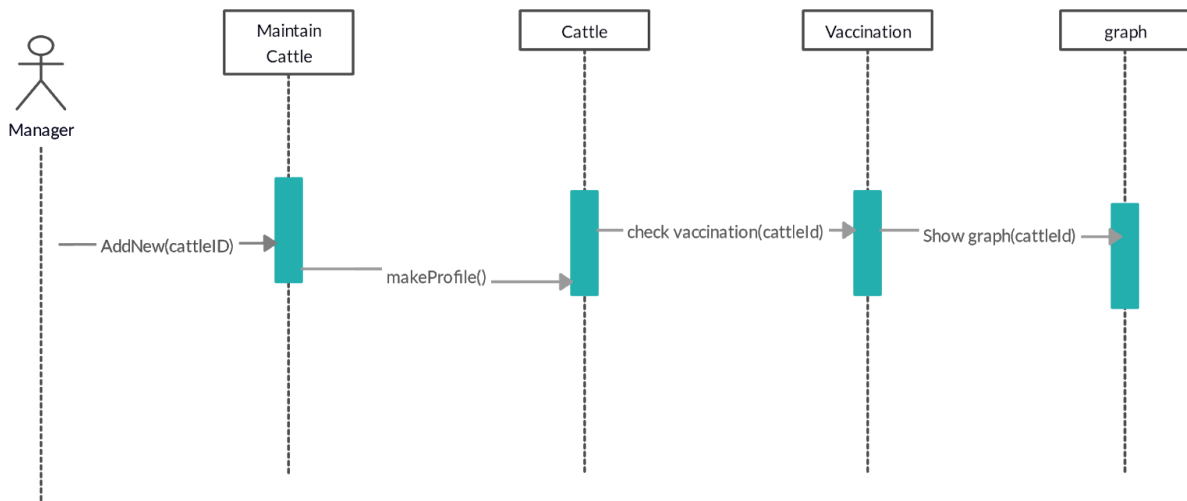 Maintain
Cattle
Cattle
Vaccination
graph
Manager
AddNew(cattleID)
makeProfile()
check vaccination(cattleId)
Show graph(cattleId)